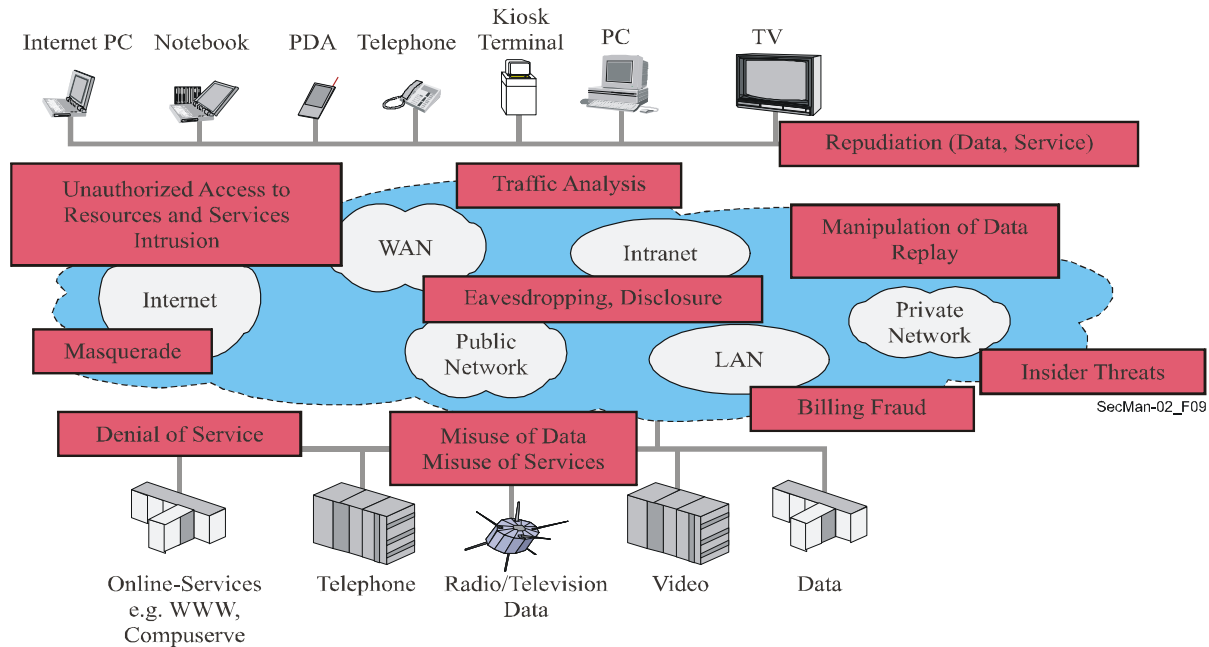 Internet PC
Notebook
PDA
Telephone
Kiosk
Terminal
PC
TV
Repudiation (Data, Service)
Unauthorized Access to
Resources and Services
Intrusion
Traffic Analysis
Manipulation of Data
Replay
WAN
Intranet
Internet
Eavesdropping, Disclosure
Private
Network
Masquerade
Public
Network
LAN
Insider Threats
Billing Fraud
SecMan-02_F09
Denial of Service
Misuse of Data
Misuse of Services
Online-Services
e.g. WWW,
Compuserve
Telephone
Radio/Television
Data
Video
Data